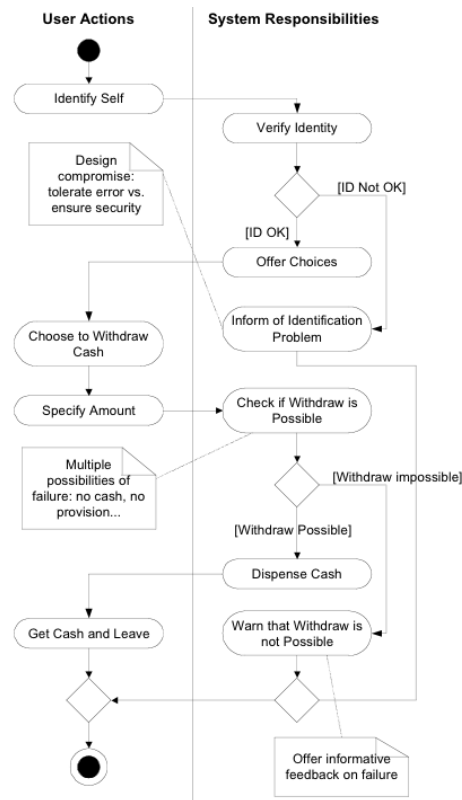 User Actions
System Responsibilities
Identify Self
Verify Identity
Design
compromise:
tolerate error vs.
ensure security
[ID Not OK]
[ID OK]
Offer Choices
Choose to Withdraw
Cash
Inform of Identification
Problem
Specify Amount
Check if Withdraw is
Possible
Multiple
possibilities of
failure: no cash, no
provision...
[Withdraw impossible]
[Withdraw Possible]
Dispense Cash
Get Cash and Leave
Warn that Withdraw is
not Possible
Offer informative
feedback on failure